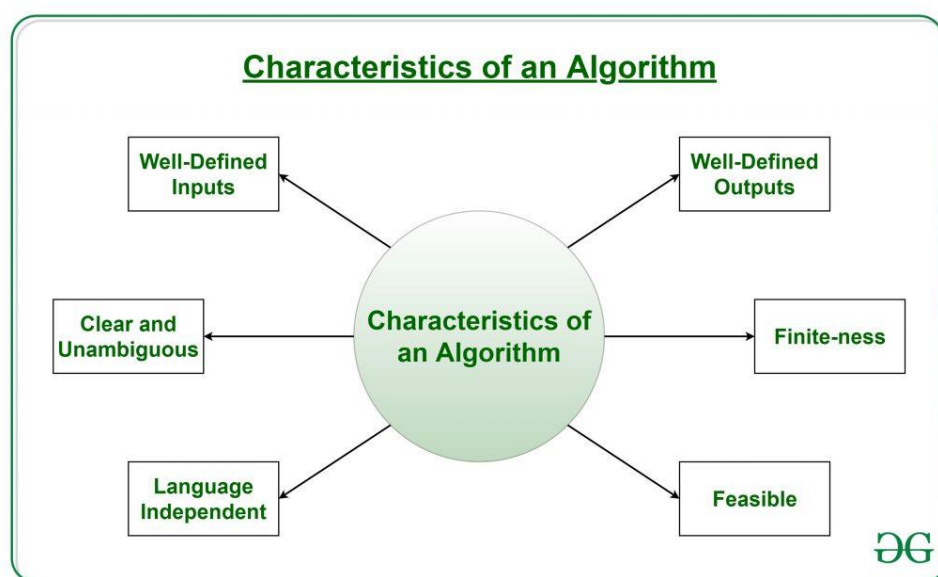 Characteristics of an Algorithm
Well-Defined
Inputs
Well-Defined
Outputs
Clear and
Unambiguous
Characteristics of
an Algorithm
Finite-ness
Language
Independent
Feasible